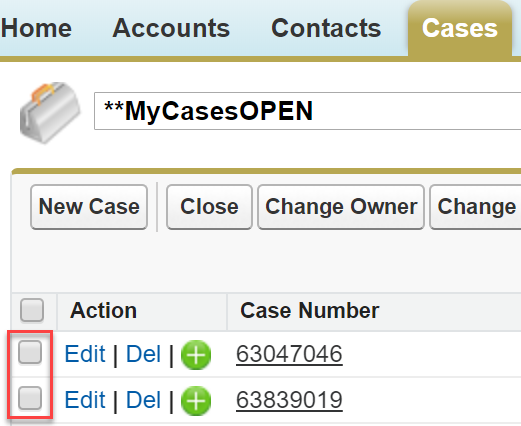 Home Accounts Contacts Cases
**MyCasesOPEN
New Case Close Change Owner Change
Action Case Number
Edit | Del | 63047046
Edit | Del | 63839019